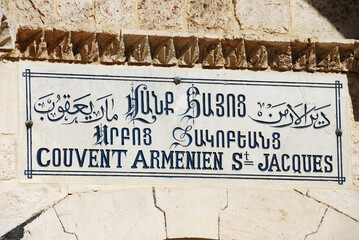 دير الارمن مار يعقوب
ՎԱՆՔ ՀԱՅՈՑ
ՍՐԲՈՑ ՅԱԿՈԲԵԱՆՑ
COUVENT ARMENIEN St JACQUES